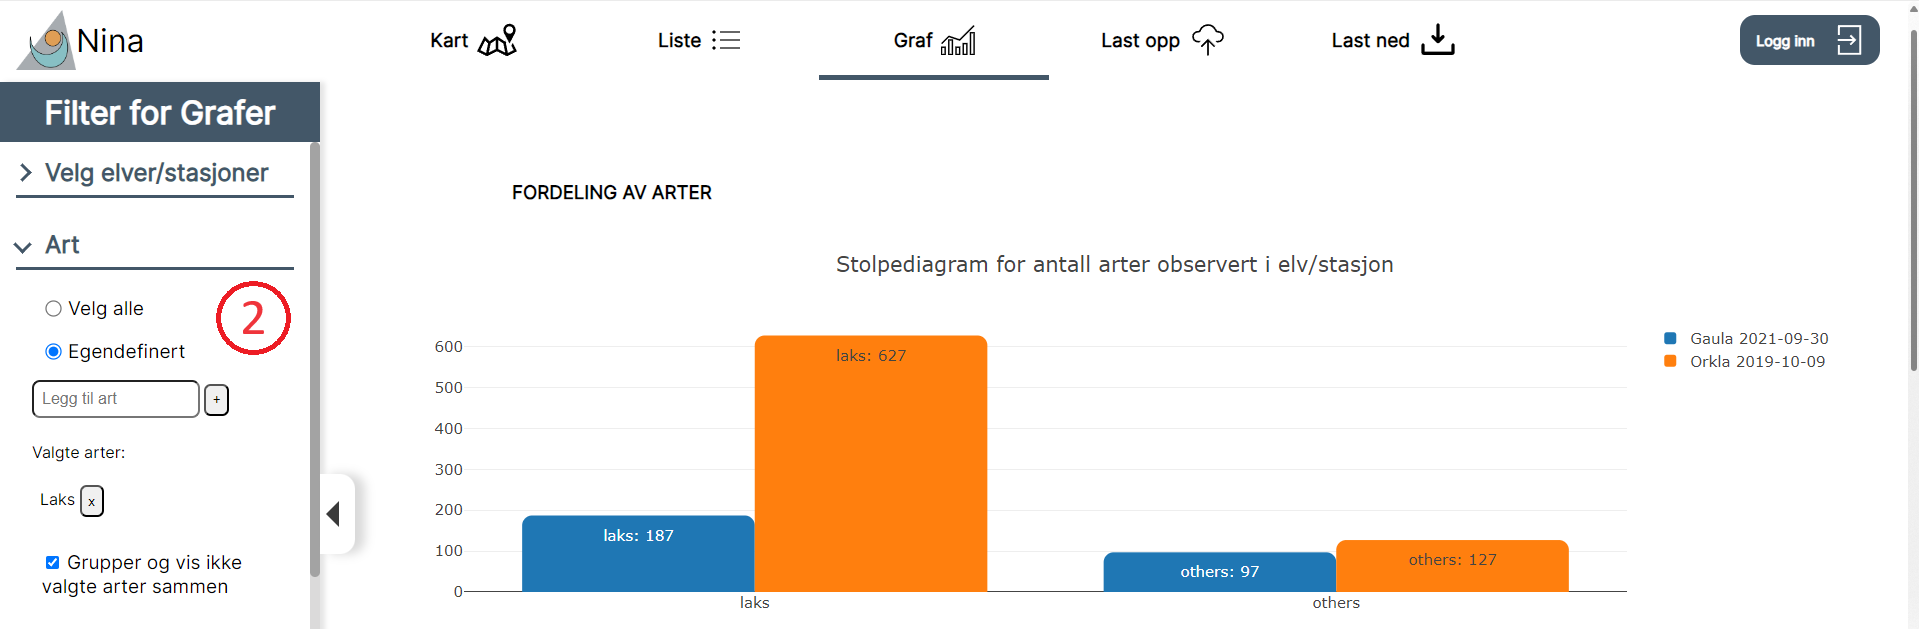 Nina
Kart
Liste
Graf
Last opp
Last ned
Logg inn
Filter for Grafer
Velg elver/stasjoner
Art
2
Velg alle
Egendefinert
Legg til art
+
Valgte arter:
Laks x
Grupper og vis ikke
valgte arter sammen
FORDELING AV ARTER
Stolpediagram for antall arter observert i elv/stasjon
600
500
400
300
200
100
0
laks: 187
laks: 627
others: 97
others: 127
laks
others
Gaula 2021-09-30
Orkla 2019-10-09